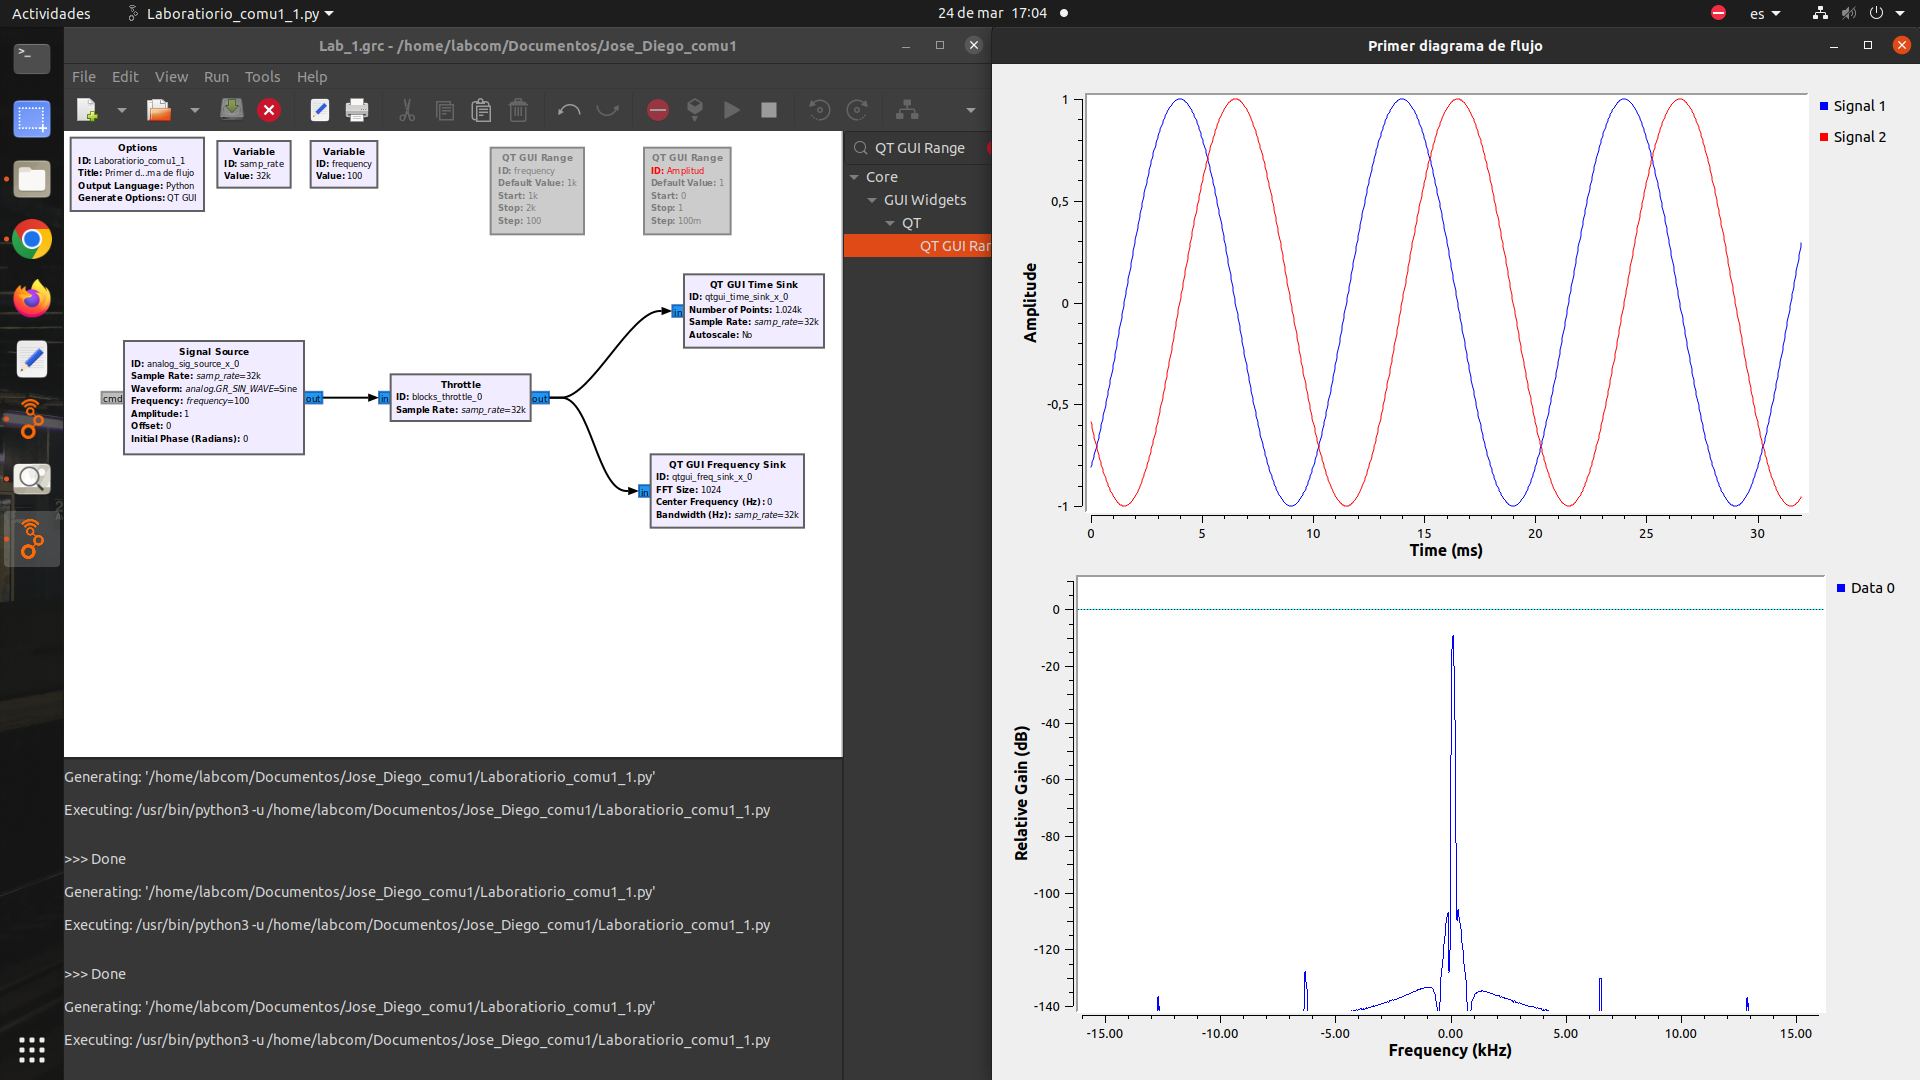 Actividades
Laboratiorio_comu1_1.py
24 de mar 17:04
es
Lab_1.grc - /home/labcom/Documentos/Jose_Diego_comu1
File Edit View Run Tools Help
Options
ID: Laboratiorio_comu1_1
Title: Primer d...ma de flujo
Output Language: Python
Generate Options: QT GUI
Variable
ID: samp_rate
Value: 32k
Variable
ID: frequency
Value: 100
QT GUI Range
ID: frequency
Default Value: 1k
Start: 1k
Stop: 2k
Step: 100
QT GUI Range
ID: Amplitud
Default Value: 1
Start: 0
Stop: 1
Step: 100m
QT GUI Time Sink
ID: qtgui_time_sink_x_0
Number of Points: 1.024k
Sample Rate: samp_rate=32k
Autoscale: No
in
Signal Source
ID: analog_sig_source_x_0
Sample Rate: samp_rate=32k
Waveform: analog.GR_SIN_WAVE=Sine
Frequency: frequency=100
Amplitude: 1
Offset: 0
Initial Phase (Radians): 0
cmd
out
in
Throttle
ID: blocks_throttle_0
Sample Rate: samp_rate=32k
out
QT GUI Frequency Sink
ID: qtgui_freq_sink_x_0
FFT Size: 1024
Center Frequency (Hz): 0
Bandwidth (Hz): samp_rate=32k
in
QT GUI Range
Core
GUI Widgets
QT
QT GUI Ran
Generating: '/home/labcom/Documentos/Jose_Diego_comu1/Laboratiorio_comu1_1.py'
Executing: /usr/bin/python3 -u /home/labcom/Documentos/Jose_Diego_comu1/Laboratiorio_comu1_1.py
>>> Done
Generating: '/home/labcom/Documentos/Jose_Diego_comu1/Laboratiorio_comu1_1.py'
Executing: /usr/bin/python3 -u /home/labcom/Documentos/Jose_Diego_comu1/Laboratiorio_comu1_1.py
>>> Done
Generating: '/home/labcom/Documentos/Jose_Diego_comu1/Laboratiorio_comu1_1.py'
Executing: /usr/bin/python3 -u /home/labcom/Documentos/Jose_Diego_comu1/Laboratiorio_comu1_1.py
Primer diagrama de flujo
Signal 1
Signal 2
1
0,5
0
-0,5
-1
Amplitude
0 5 10 15 20 25 30
Time (ms)
Data 0
0
-20
-40
-60
-80
-100
-120
-140
Relative Gain (dB)
-15.00 -10.00 -5.00 0.00 5.00 10.00 15.00
Frequency (kHz)